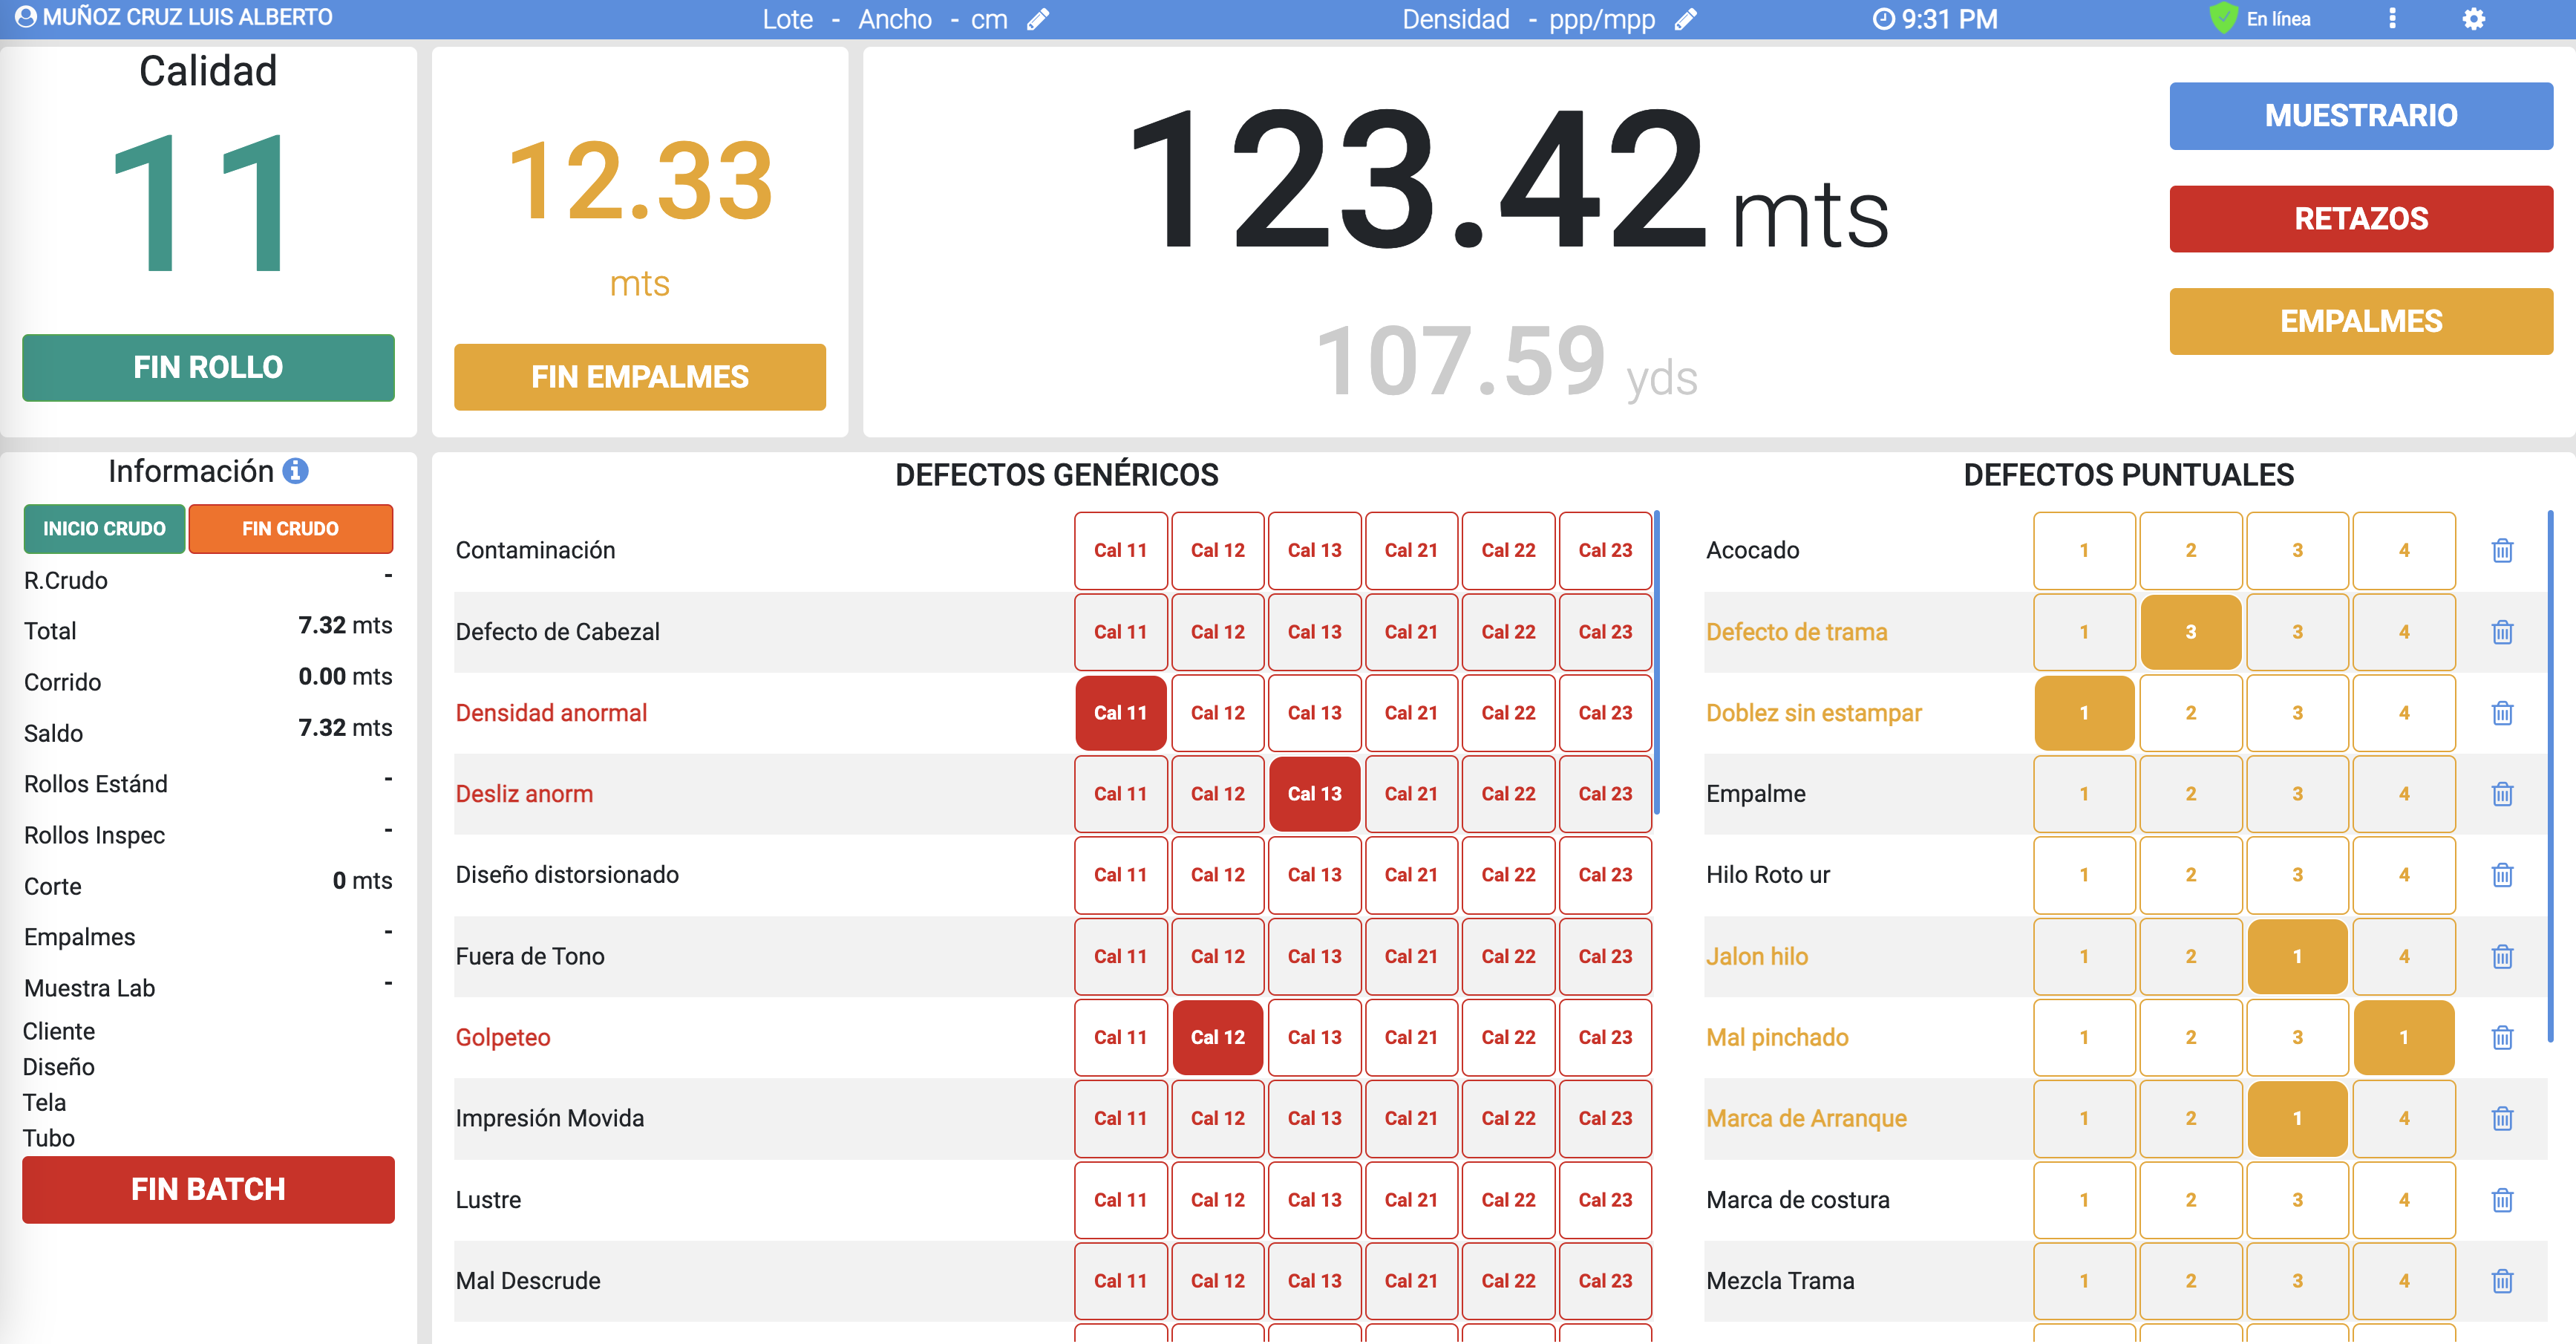 MUÑOZ CRUZ LUIS ALBERTO
Lote - Ancho - cm
Densidad - ppp/mpp
9:31 PM
En línea
Calidad
11
FIN ROLLO
12.33
mts
FIN EMPALMES
123.42 mts
107.59 yds
MUESTRARIO
RETAZOS
EMPALMES
Información
INICIO CRUDO FIN CRUDO
R.Crudo -
Total 7.32 mts
Corrido 0.00 mts
Saldo 7.32 mts
Rollos Estánd -
Rollos Inspec -
Corte 0 mts
Empalmes -
Muestra Lab -
Cliente
Diseño
Tela
Tubo
FIN BATCH
DEFECTOS GENÉRICOS
Contaminación Cal 11 Cal 12 Cal 13 Cal 21 Cal 22 Cal 23
Defecto de Cabezal Cal 11 Cal 12 Cal 13 Cal 21 Cal 22 Cal 23
Densidad anormal Cal 11 Cal 12 Cal 13 Cal 21 Cal 22 Cal 23
Desliz anorm Cal 11 Cal 12 Cal 13 Cal 21 Cal 22 Cal 23
Diseño distorsionado Cal 11 Cal 12 Cal 13 Cal 21 Cal 22 Cal 23
Fuera de Tono Cal 11 Cal 12 Cal 13 Cal 21 Cal 22 Cal 23
Golpeteo Cal 11 Cal 12 Cal 13 Cal 21 Cal 22 Cal 23
Impresión Movida Cal 11 Cal 12 Cal 13 Cal 21 Cal 22 Cal 23
Lustre Cal 11 Cal 12 Cal 13 Cal 21 Cal 22 Cal 23
Mal Descrude Cal 11 Cal 12 Cal 13 Cal 21 Cal 22 Cal 23
DEFECTOS PUNTUALES
Acocado 1 2 3 4
Defecto de trama 1 3 3 4
Doblez sin estampar 1 2 3 4
Empalme 1 2 3 4
Hilo Roto ur 1 2 3 4
Jalon hilo 1 2 1 4
Mal pinchado 1 2 3 1
Marca de Arranque 1 2 1 4
Marca de costura 1 2 3 4
Mezcla Trama 1 2 3 4